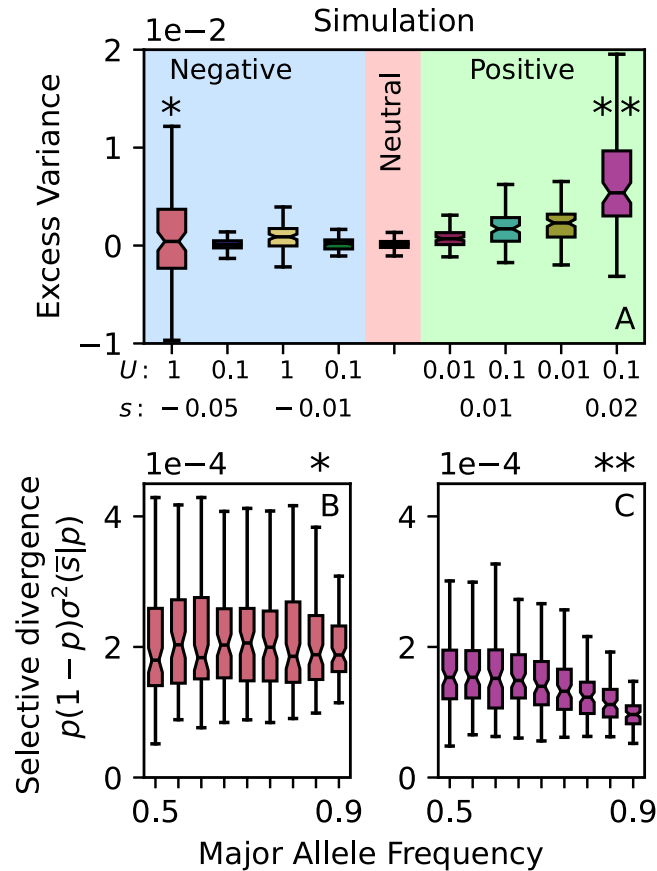 1e−2 Simulation
Negative Neutral Positive
* **
Excess Variance
2
1
0
−1
A
U: 1 0.1 1 0.1 0.01 0.1 0.01 0.1
s: −0.05 −0.01 0.01 0.02
1e−4 * 1e−4 **
B C
Selective divergence
p(1 − p)σ²(s̅|p)
4 4
2 2
0 0
0.5 0.9 0.5 0.9
Major Allele Frequency